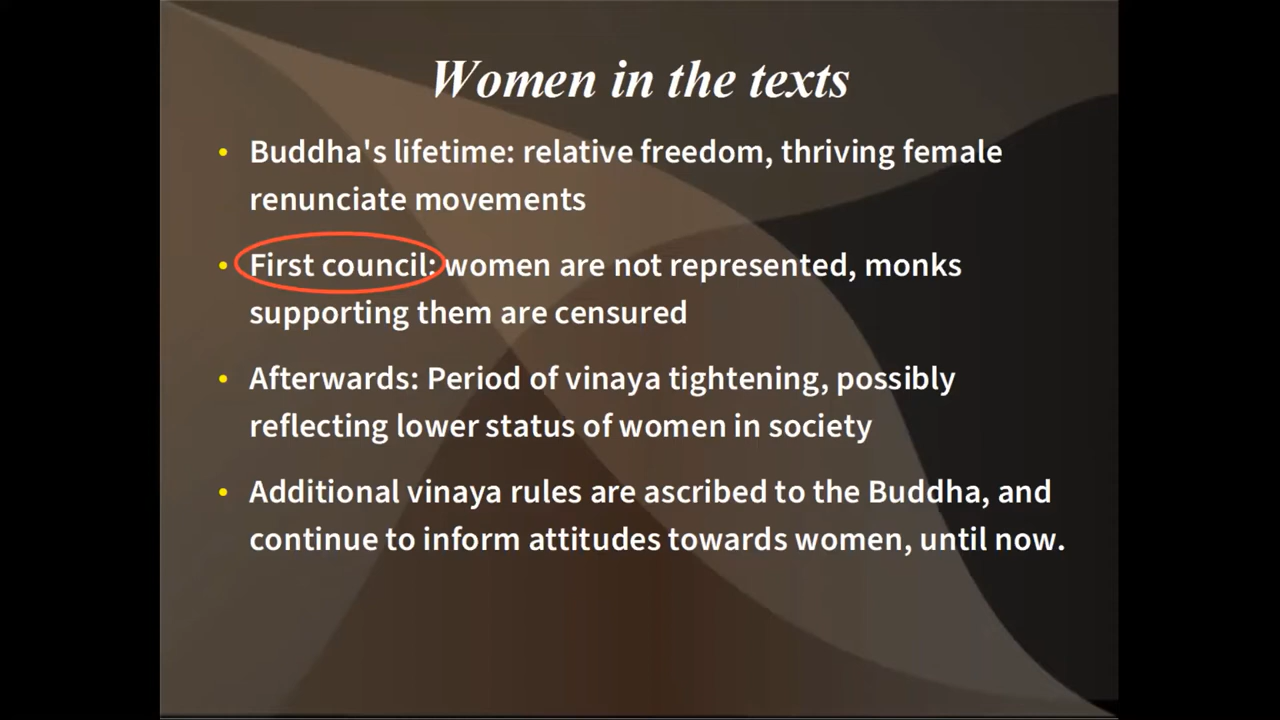 Women in the texts
• Buddha's lifetime: relative freedom, thriving female
renunciate movements
• First council: women are not represented, monks
supporting them are censured
• Afterwards: Period of vinaya tightening, possibly
reflecting lower status of women in society
• Additional vinaya rules are ascribed to the Buddha, and
continue to inform attitudes towards women, until now.